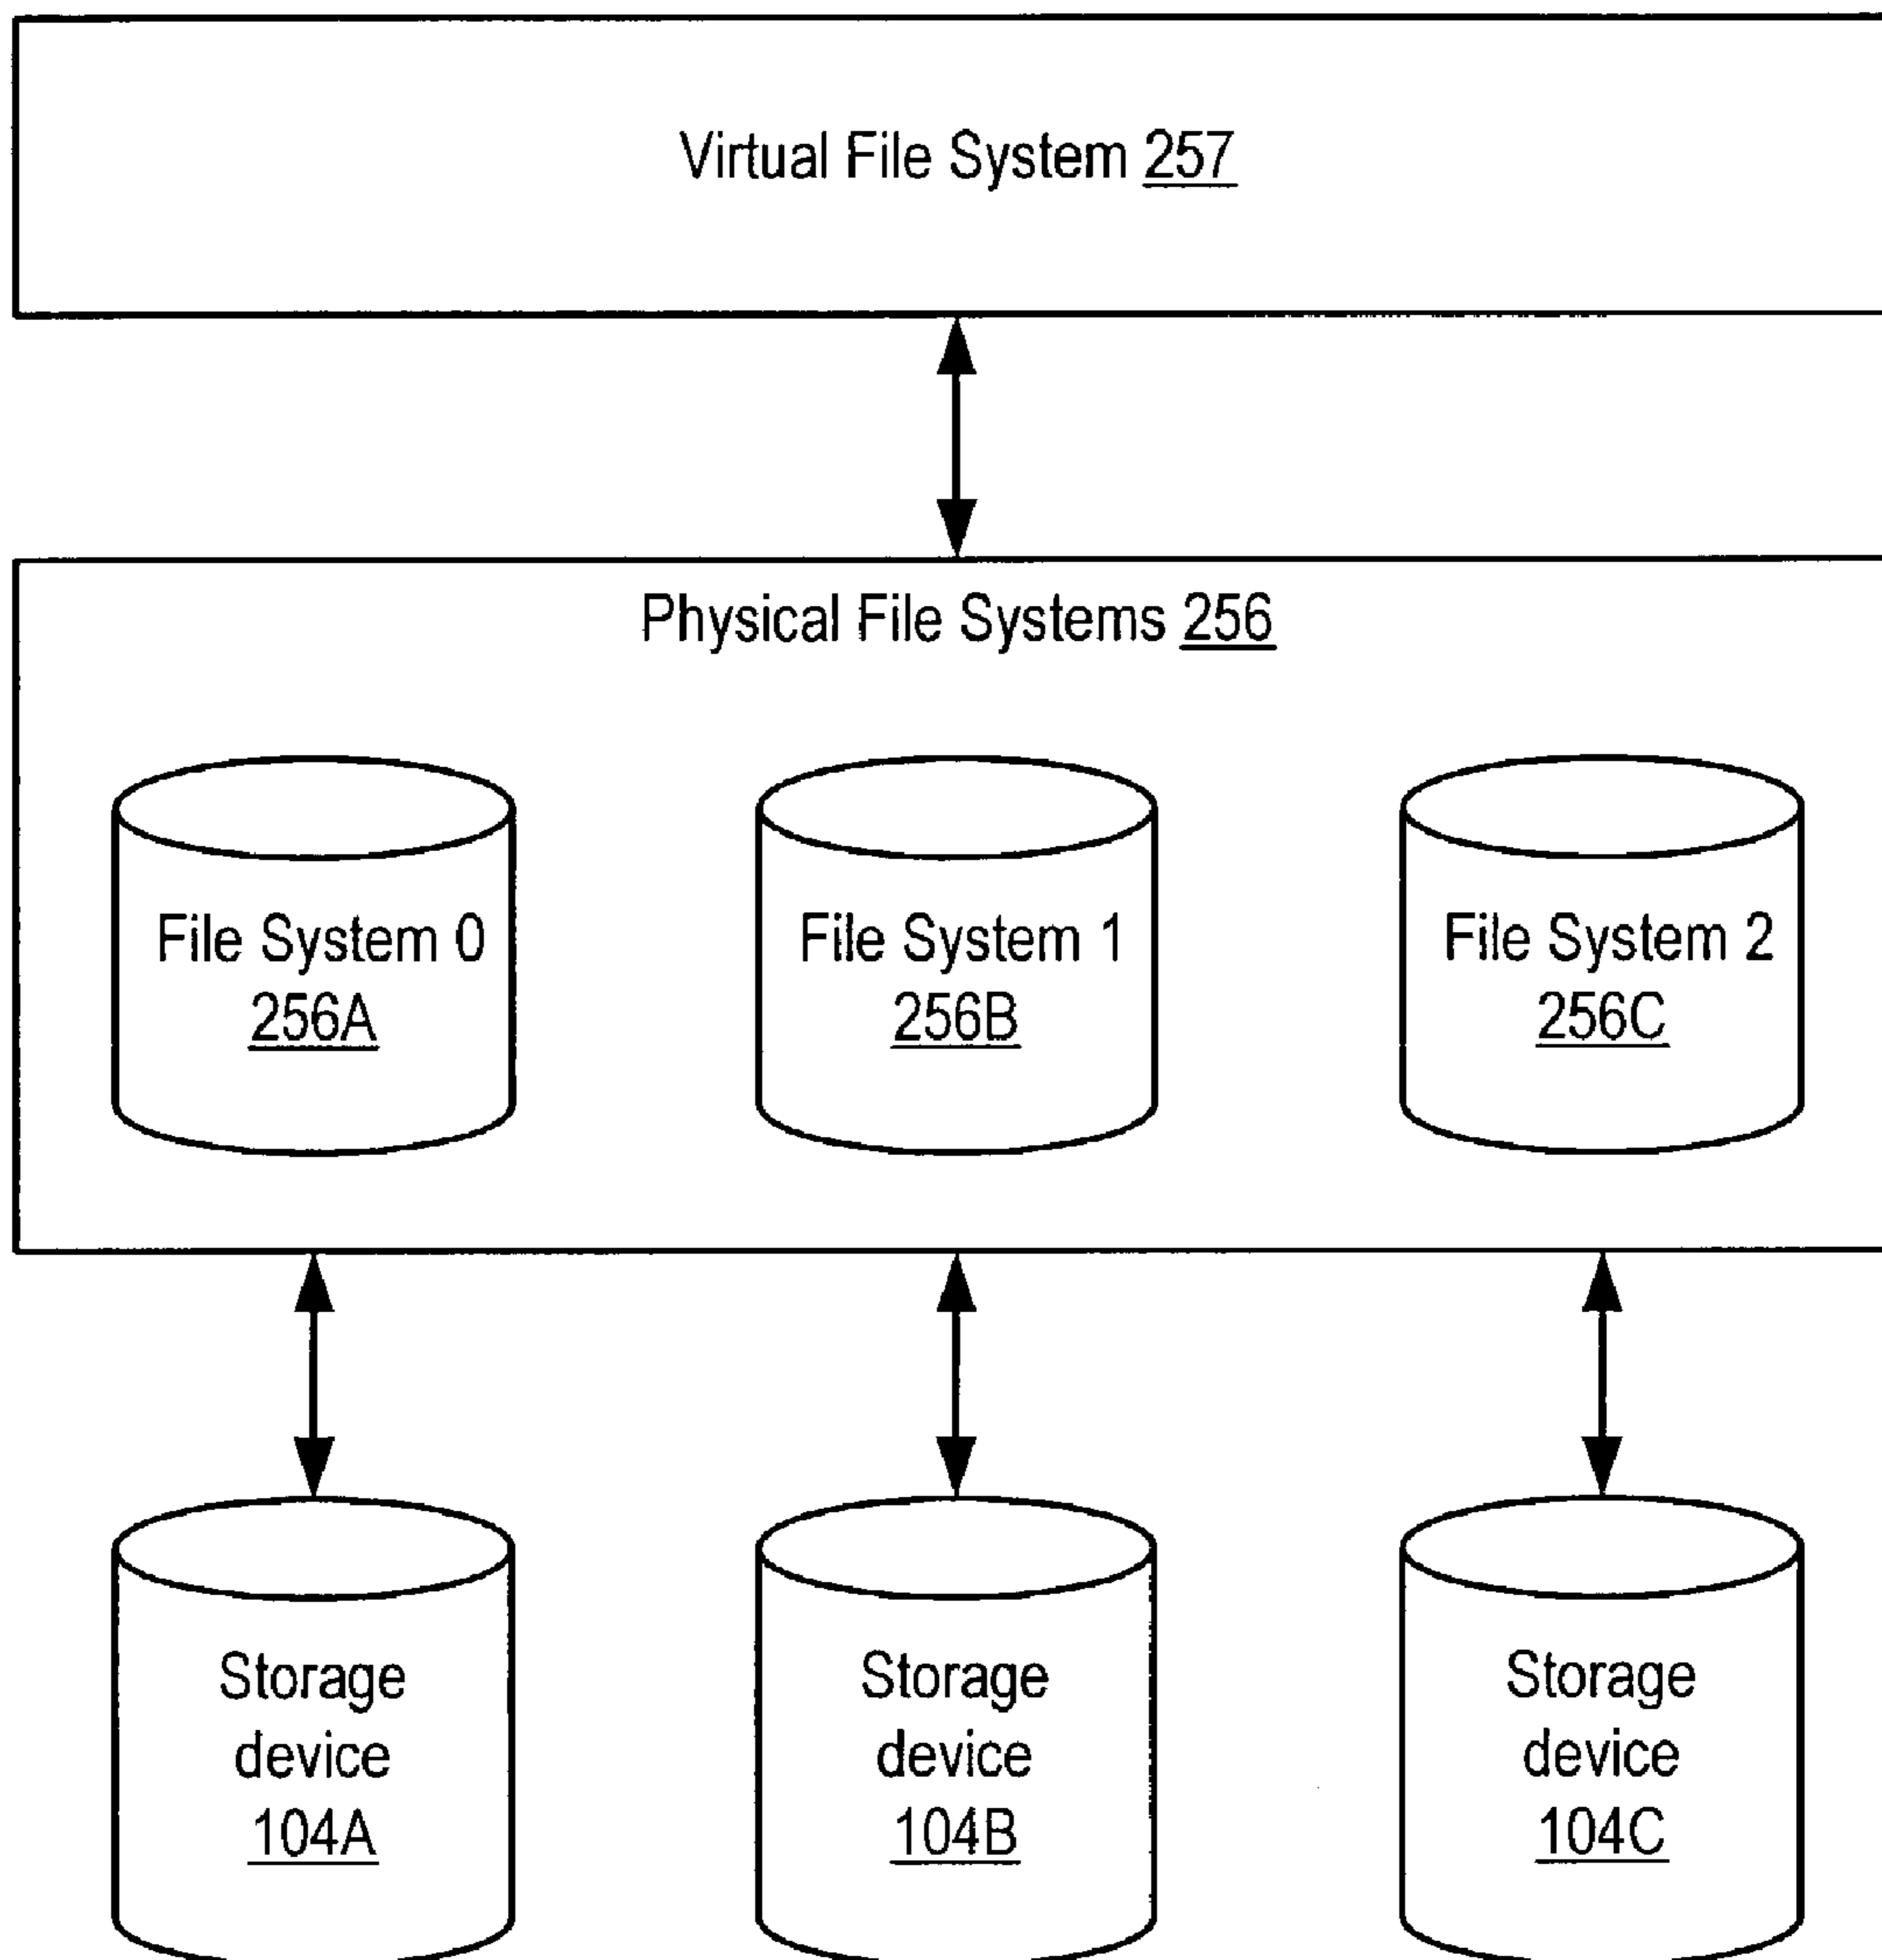 Virtual File System 257
Physical File Systems 256
File System 0
256A
File System 1
256B
File System 2
256C
Storage
device
104A
Storage
device
104B
Storage
device
104C